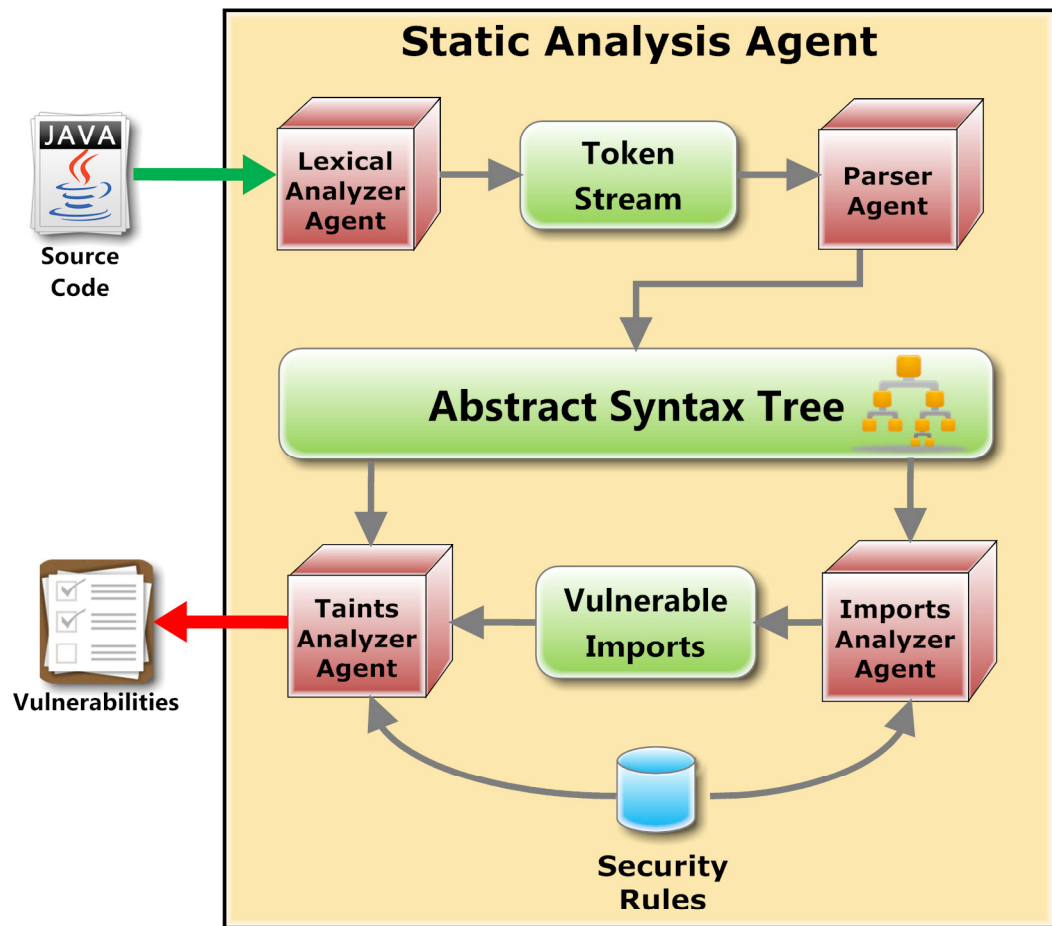 Static Analysis Agent
JAVA
Source
Code
Lexical
Analyzer
Agent
Token
Stream
Parser
Agent
Abstract Syntax Tree
Vulnerabilities
Taints
Analyzer
Agent
Vulnerable
Imports
Imports
Analyzer
Agent
Security
Rules